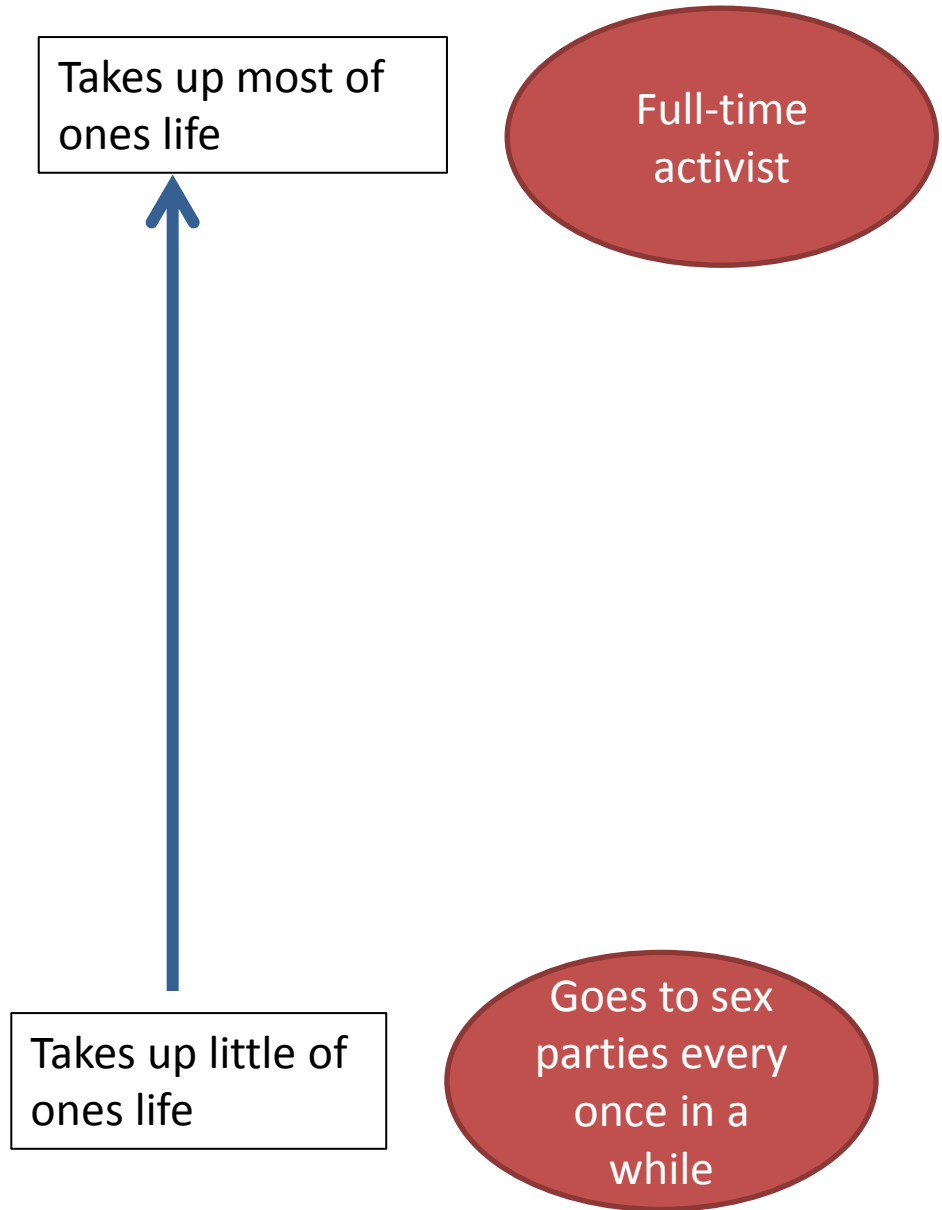 Takes up most of
ones life
Full-time
activist
Takes up little of
ones life
Goes to sex
parties every
once in a
while